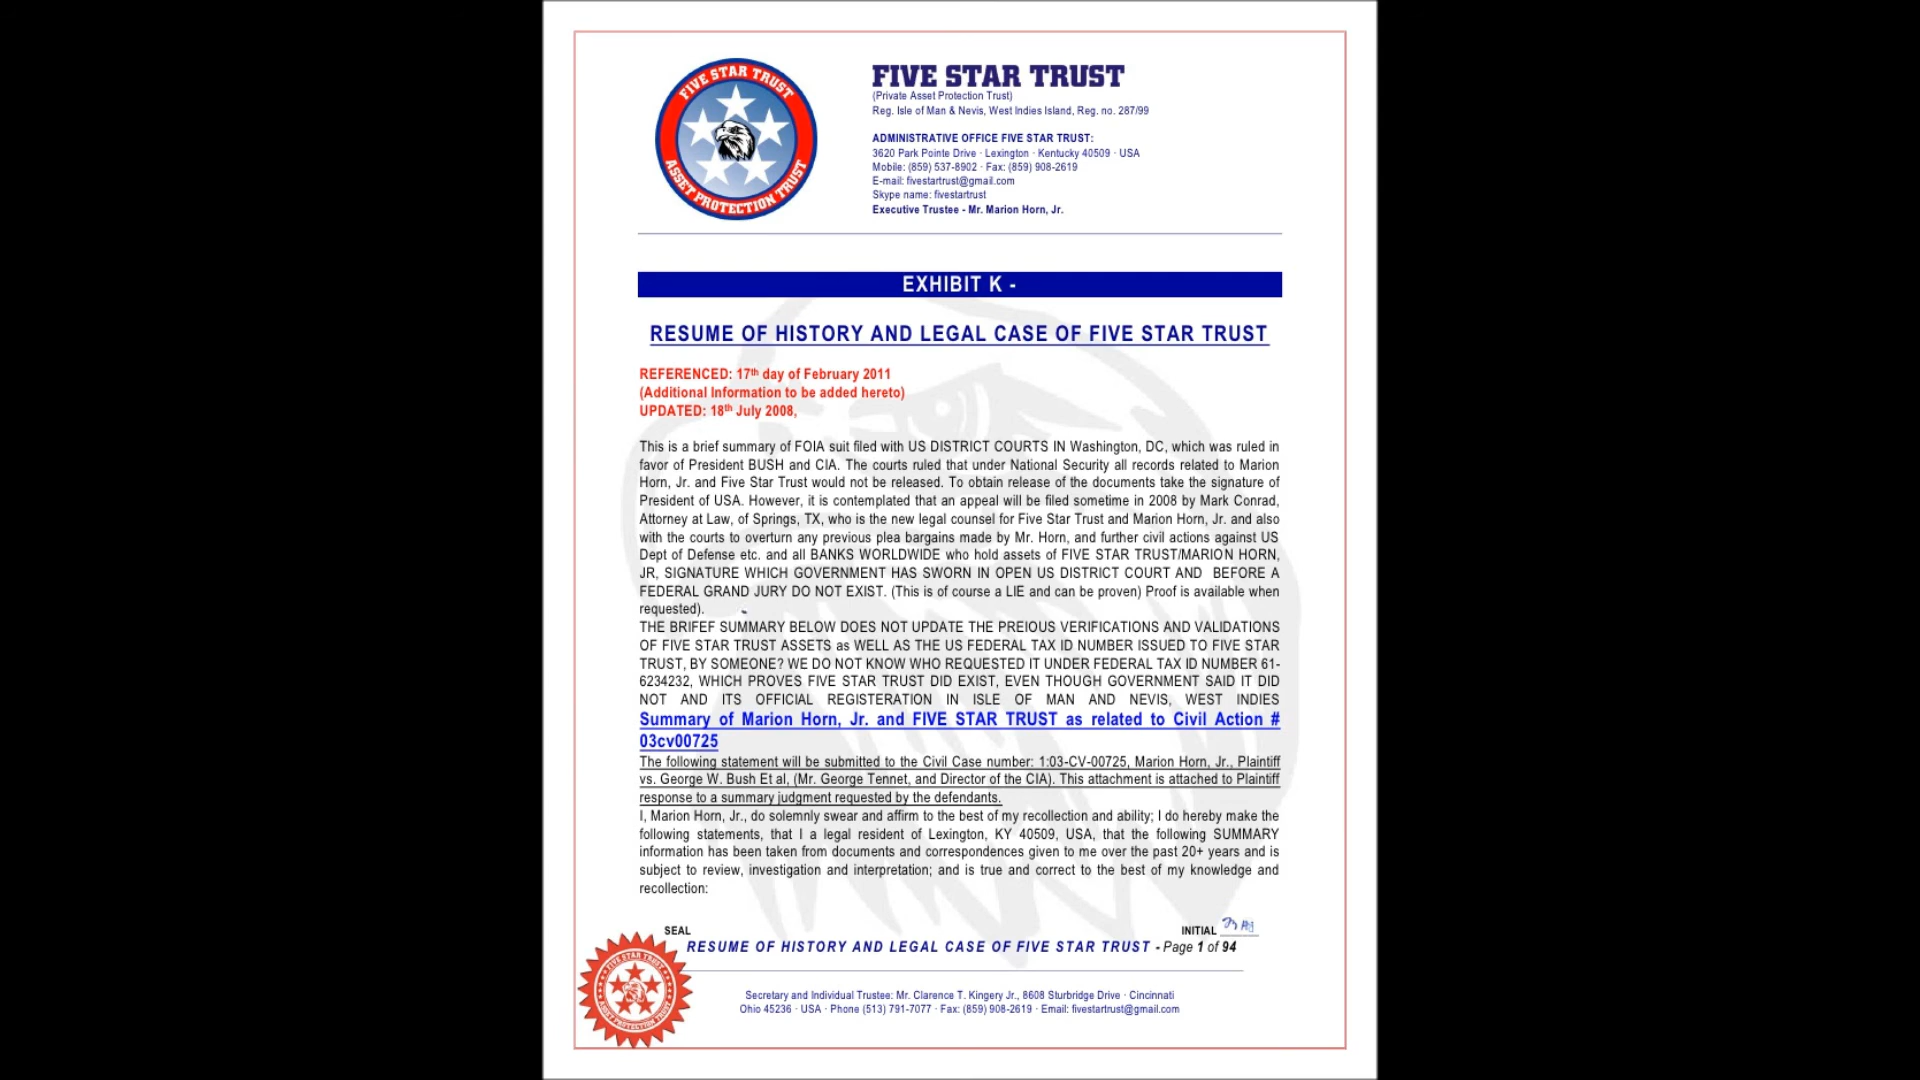 FIVE STAR TRUST
ASSET PROTECTION TRUST
FIVE STAR TRUST
(Private Asset Protection Trust)
Reg. Isle of Man & Nevis, West Indies Island, Reg. no. 287/99
ADMINISTRATIVE OFFICE FIVE STAR TRUST:
3620 Park Pointe Drive · Lexington · Kentucky 40509 · USA
Mobile: (859) 537-8902 · Fax: (859) 908-2619
E-mail: fivestartrust@gmail.com
Skype name: fivestartrust
Executive Trustee - Mr. Marion Horn, Jr.
EXHIBIT K -
RESUME OF HISTORY AND LEGAL CASE OF FIVE STAR TRUST
REFERENCED: 17th day of February 2011
(Additional Information to be added hereto)
UPDATED: 18th July 2008,
This is a brief summary of FOIA suit filed with US DISTRICT COURTS IN Washington, DC, which was ruled in
favor of President BUSH and CIA. The courts ruled that under National Security all records related to Marion
Horn, Jr. and Five Star Trust would not be released. To obtain release of the documents take the signature of
President of USA. However, it is contemplated that an appeal will be filed sometime in 2008 by Mark Conrad,
Attorney at Law, of Springs, TX, who is the new legal counsel for Five Star Trust and Marion Horn, Jr. and also
with the courts to overturn any previous plea bargains made by Mr. Horn, and further civil actions against US
Dept of Defense etc. and all BANKS WORLDWIDE who hold assets of FIVE STAR TRUST/MARION HORN,
JR, SIGNATURE WHICH GOVERNMENT HAS SWORN IN OPEN US DISTRICT COURT AND BEFORE A
FEDERAL GRAND JURY DO NOT EXIST. (This is of course a LIE and can be proven) Proof is available when
requested).
THE BRIFEF SUMMARY BELOW DOES NOT UPDATE THE PREIOUS VERIFICATIONS AND VALIDATIONS
OF FIVE STAR TRUST ASSETS as WELL AS THE US FEDERAL TAX ID NUMBER ISSUED TO FIVE STAR
TRUST, BY SOMEONE? WE DO NOT KNOW WHO REQUESTED IT UNDER FEDERAL TAX ID NUMBER 61-
6234232, WHICH PROVES FIVE STAR TRUST DID EXIST, EVEN THOUGH GOVERNMENT SAID IT DID
NOT AND ITS OFFICIAL REGISTERATION IN ISLE OF MAN AND NEVIS, WEST INDIES
Summary of Marion Horn, Jr. and FIVE STAR TRUST as related to Civil Action #
03cv00725
The following statement will be submitted to the Civil Case number: 1:03-CV-00725, Marion Horn, Jr., Plaintiff
vs. George W. Bush Et al, (Mr. George Tennet, and Director of the CIA). This attachment is attached to Plaintiff
response to a summary judgment requested by the defendants.
I, Marion Horn, Jr., do solemnly swear and affirm to the best of my recollection and ability; I do hereby make the
following statements, that I a legal resident of Lexington, KY 40509, USA, that the following SUMMARY
information has been taken from documents and correspondences given to me over the past 20+ years and is
subject to review, investigation and interpretation; and is true and correct to the best of my knowledge and
recollection:
SEAL
INITIAL
RESUME OF HISTORY AND LEGAL CASE OF FIVE STAR TRUST - Page 1 of 94
FIVE STAR TRUST
ASSET PROTECTION TRUST
Secretary and Individual Trustee: Mr. Clarence T. Kingery Jr., 8608 Sturbridge Drive · Cincinnati
Ohio 45236 · USA · Phone (513) 791-7077 · Fax: (859) 908-2619 · Email: fivestartrust@gmail.com